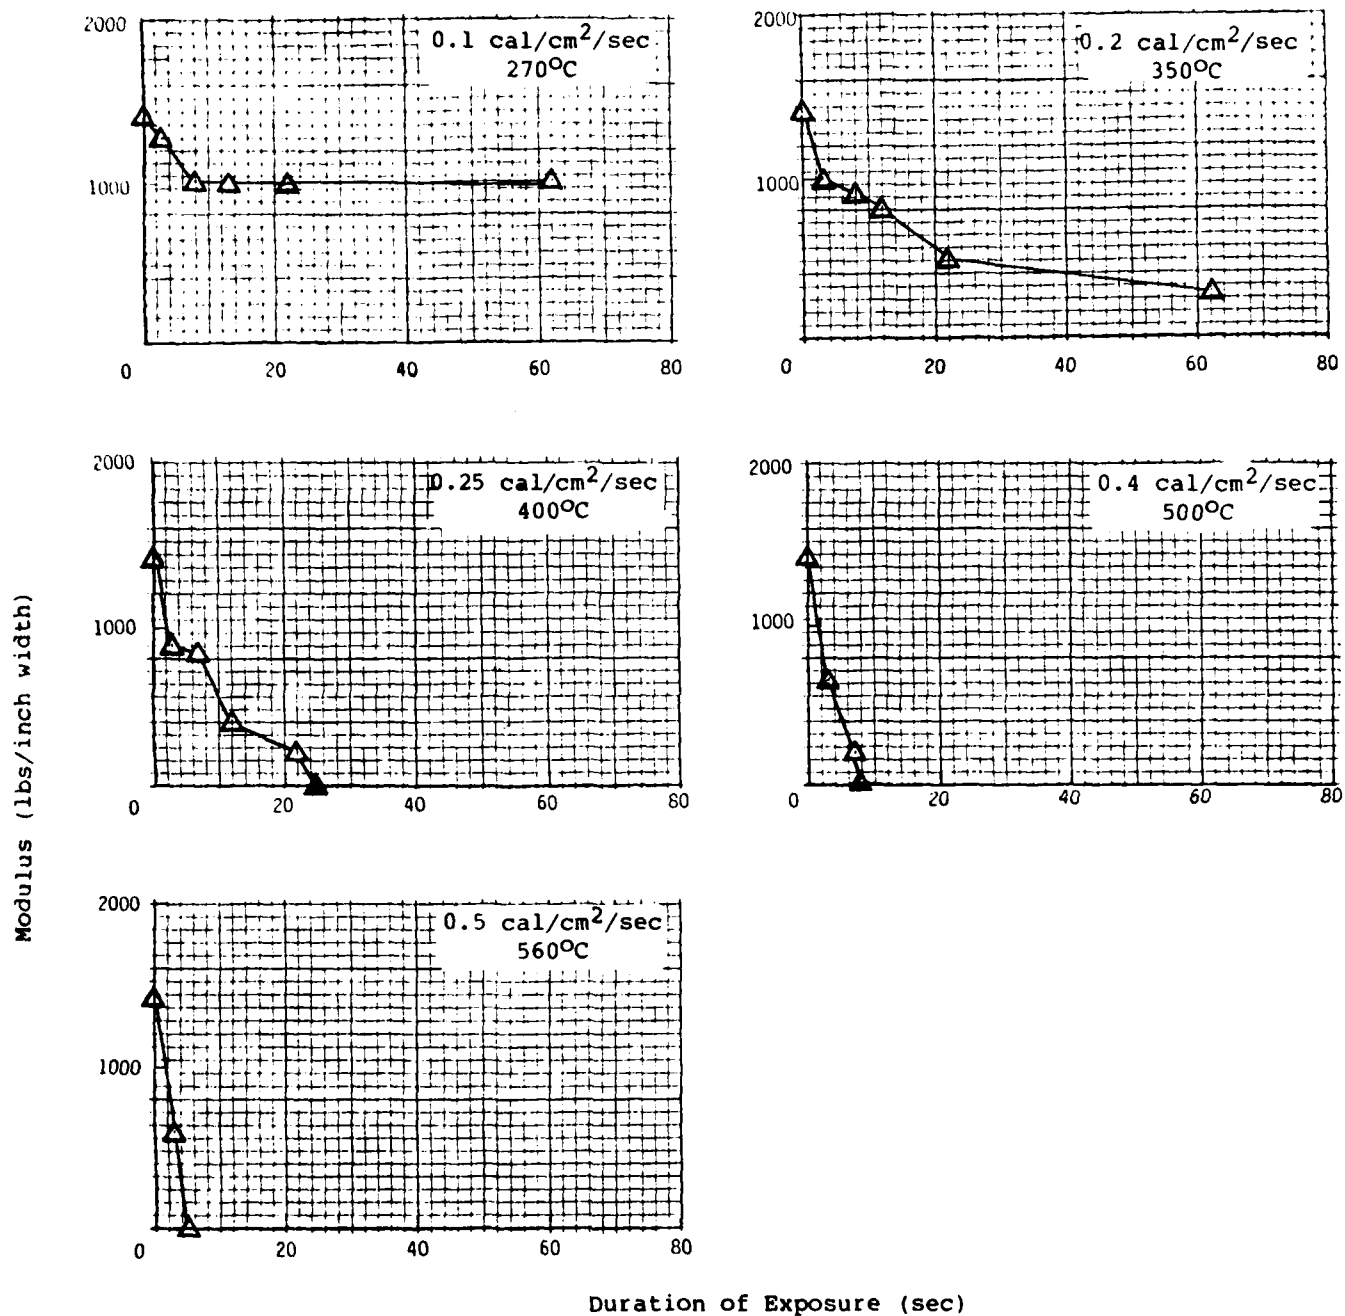 2000
0.1 cal/cm²/sec
270°C
1000
0 20 40 60 80
2000
0.2 cal/cm²/sec
350°C
1000
0 20 40 60 80
2000
0.25 cal/cm²/sec
400°C
1000
0 20 40 60 80
2000
0.4 cal/cm²/sec
500°C
1000
0 20 40 60 80
2000
0.5 cal/cm²/sec
560°C
1000
0 20 40 60 80
Modulus (lbs/inch width)
Duration of Exposure (sec)